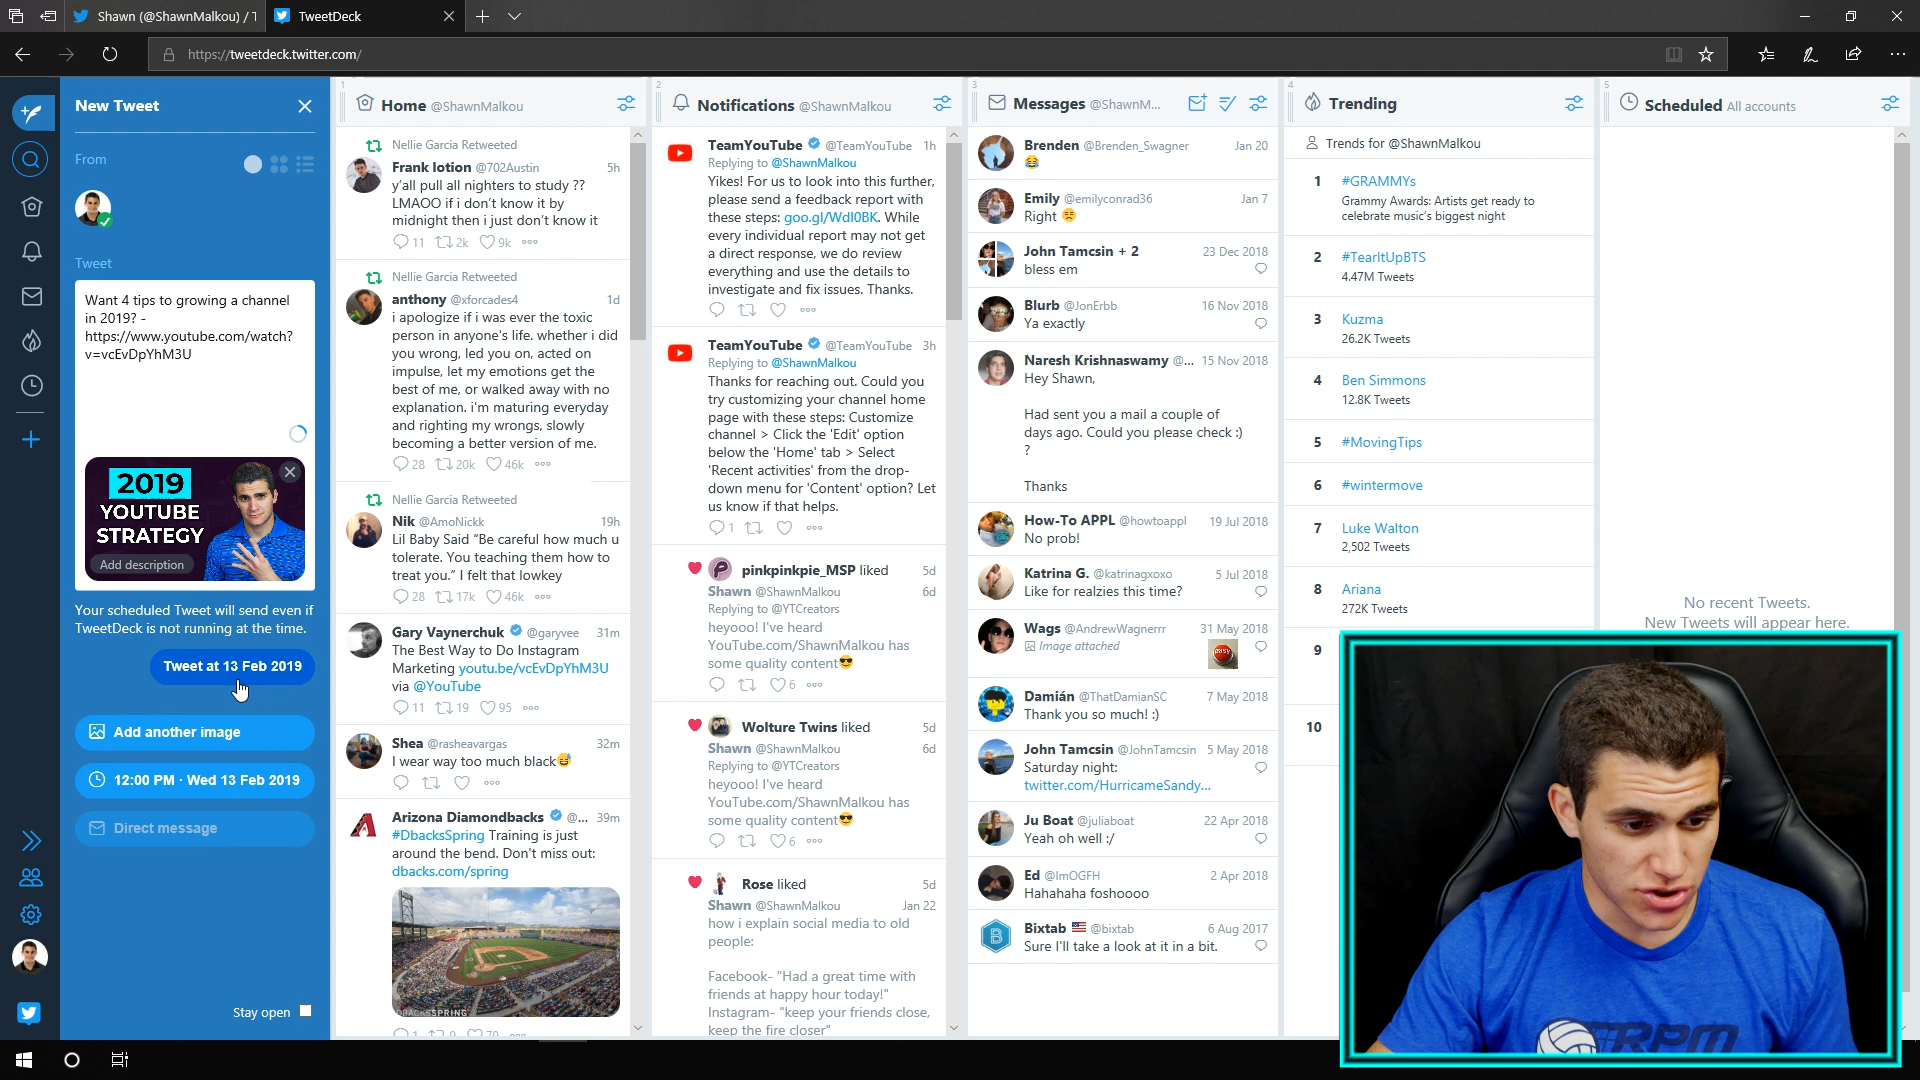 Shawn (@ShawnMalkou) / T
TweetDeck
https://tweetdeck.twitter.com/
New Tweet
From
Tweet
Want 4 tips to growing a channel
in 2019? -
https://www.youtube.com/watch?
v=vcEvDpYhM3U
2019
YOUTUBE
STRATEGY
Add description
Your scheduled Tweet will send even if
TweetDeck is not running at the time.
Tweet at 13 Feb 2019
Add another image
12:00 PM · Wed 13 Feb 2019
Direct message
Stay open
1
Home @ShawnMalkou
Nellie Garcia Retweeted
Frank lotion @702Austin 5h
y'all pull all nighters to study ??
LMAOO if i don't know it by
midnight then i just don't know it
11 2k 9k
Nellie Garcia Retweeted
anthony @xforcades4 1d
i apologize if i was ever the toxic
person in anyone's life. whether i did
you wrong, led you on, acted on
impulse, let my emotions get the
best of me, or walked away with no
explanation. i'm maturing everyday
and righting my wrongs, slowly
becoming a better version of me.
28 20k 46k
Nellie Garcia Retweeted
Nik @AmoNickk 19h
Lil Baby Said "Be careful how much u
tolerate. You teaching them how to
treat you." I felt that lowkey
28 17k 46k
Gary Vaynerchuk @garyvee 31m
The Best Way to Do Instagram
Marketing youtu.be/vcEvDpYhM3U
via @YouTube
11 19 95
Shea @rasheavargas 32m
I wear way too much black😅
Arizona Diamondbacks @... 39m
#DbacksSpring Training is just
around the bend. Don't miss out:
dbacks.com/spring
DBACKSSPRING
1 9 79
2
Notifications @ShawnMalkou
TeamYouTube @TeamYouTube 1h
Replying to @ShawnMalkou
Yikes! For us to look into this further,
please send a feedback report with
these steps: goo.gl/WdI0BK. While
every individual report may not get
a direct response, we do review
everything and use the details to
investigate and fix issues. Thanks.
TeamYouTube @TeamYouTube 3h
Replying to @ShawnMalkou
Thanks for reaching out. Could you
try customizing your channel home
page with these steps: Customize
channel > Click the 'Edit' option
below the 'Home' tab > Select
'Recent activities' from the drop-
down menu for 'Content' option? Let
us know if that helps.
1
pinkpinkpie_MSP liked 5d
Shawn @ShawnMalkou 6d
Replying to @YTCreators
heyooo! I've heard
YouTube.com/ShawnMalkou has
some quality content😎
6
Wolture Twins liked 5d
Shawn @ShawnMalkou 6d
Replying to @YTCreators
heyooo! I've heard
YouTube.com/ShawnMalkou has
some quality content😎
6
Rose liked 5d
Shawn @ShawnMalkou Jan 22
how i explain social media to old
people:
Facebook- "Had a great time with
friends at happy hour today!"
Instagram- "keep your friends close,
keep the fire closer"
3
Messages @ShawnM...
Brenden @Brenden_Swagner Jan 20
😂
Emily @emilyconrad36 Jan 7
Right 😣
John Tamcsin + 2 23 Dec 2018
bless em
Blurb @JonErbb 16 Nov 2018
Ya exactly
Naresh Krishnaswamy @... 15 Nov 2018
Hey Shawn,
Had sent you a mail a couple of
days ago. Could you please check :)
?
Thanks
How-To APPL @howtoappl 19 Jul 2018
No prob!
Katrina G. @katrinagxoxo 5 Jul 2018
Like for realzies this time?
Wags @AndrewWagnerrr 31 May 2018
Image attached
easy
Damián @ThatDamianSC 7 May 2018
Thank you so much! :)
John Tamcsin @JohnTamcsin 5 May 2018
Saturday night:
twitter.com/HurricameSandy...
Ju Boat @juliaboat 22 Apr 2018
Yeah oh well :/
Ed @ImOGFH 2 Apr 2018
Hahahaha foshoooo
Bixtab 🇺🇸 @bixtab 6 Aug 2017
Sure I'll take a look at it in a bit.
B
4
Trending
Trends for @ShawnMalkou
1 #GRAMMYs
Grammy Awards: Artists get ready to
celebrate music's biggest night
2 #TearItUpBTS
4.47M Tweets
3 Kuzma
26.2K Tweets
4 Ben Simmons
12.8K Tweets
5 #MovingTips
6 #wintermove
7 Luke Walton
2,502 Tweets
8 Ariana
272K Tweets
9
10
5
Scheduled All accounts
No recent Tweets.
New Tweets will appear here.
RPM